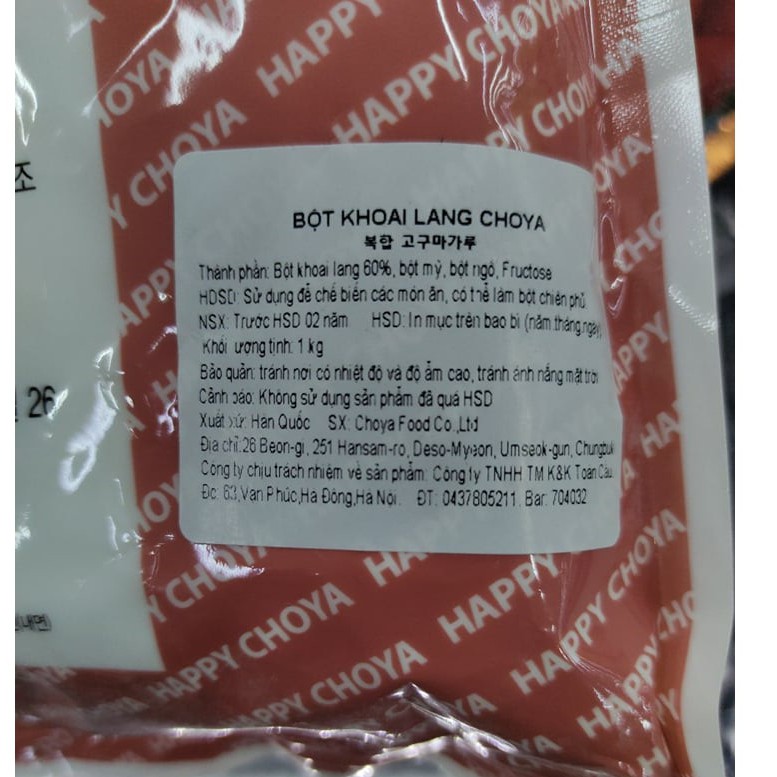 HAPPY CHOYA
조
26
(내면)
BỘT KHOAI LANG CHOYA
복합 고구마가루
Thành phần: Bột khoai lang 60%, bột mỳ, bột ngô, Fructose
HDSD: Sử dụng để chế biến các món ăn, có thể làm bột chiên phủ
NSX: Trước HSD 02 năm HSD: In mục trên bao bì (năm,tháng,ngày)
Khối lượng tịnh: 1 kg
Bảo quản: tránh nơi có nhiệt độ và độ ẩm cao, tránh ánh nắng mặt trời
Cảnh báo: Không sử dụng sản phẩm đã quá HSD
Xuất xứ: Hàn Quốc SX: Choya Food Co.,Ltd
Địa chỉ:26 Beon-gi, 251 Hansam-ro, Deso-Myeon, Umseok-gun, Chungbuk
Công ty chịu trách nhiệm về sản phẩm: Công ty TNHH TM K&K Toàn Cầu.
Đc: 63,Vạn Phúc,Hà Đông,Hà Nội. ĐT: 0437805211 Bar: 704032